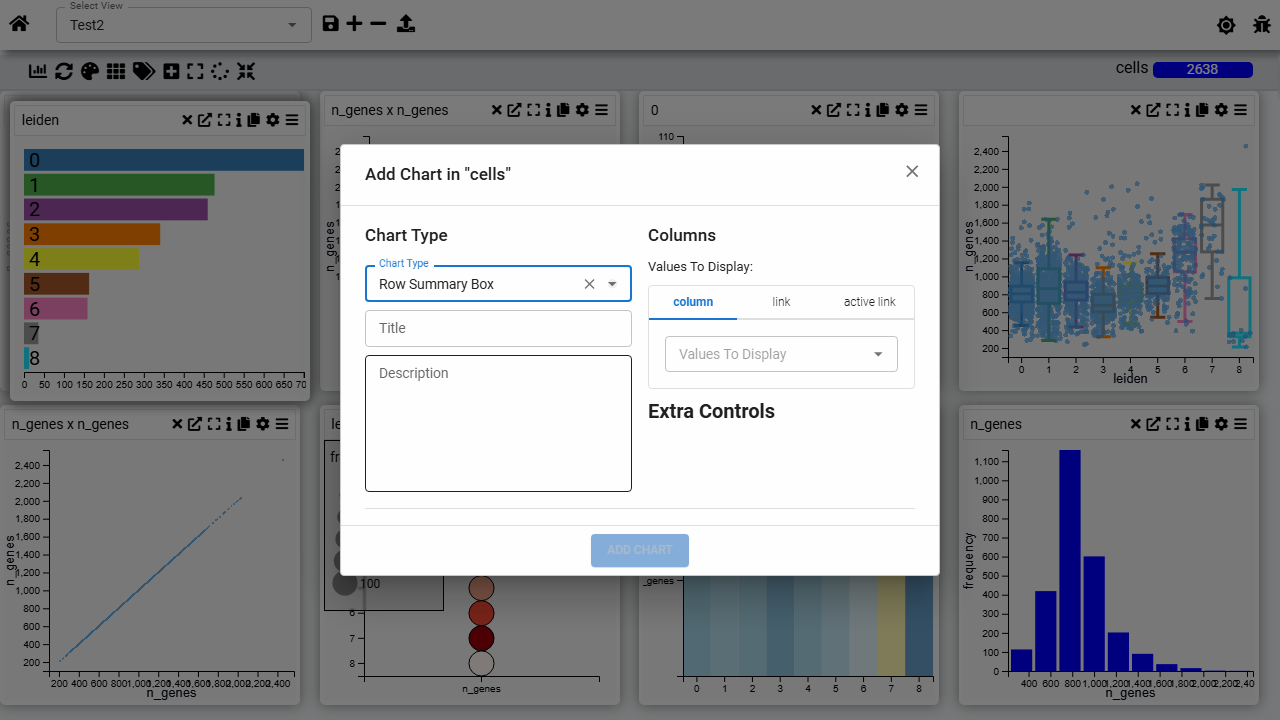 Select View
Test2
cells 2638
leiden
0
1
2
3
4
5
6
7
8
0 50 100 150 200 250 300 350 400 450 500 550 600 650 70
n_genes x n_genes
n_genes
0
110
2,400
2,200
2,000
1,800
1,600
1,400
1,200
1,000
800
600
400
200
n_genes
0 1 2 3 4 5 6 7 8
leiden
Add Chart in "cells"
Chart Type
Chart Type
Row Summary Box
Title
Description
Columns
Values To Display:
column link active link
Values To Display
Extra Controls
ADD CHART
n_genes x n_genes
2,400
2,200
2,000
1,800
1,600
1,400
1,200
1,000
800
600
400
200
n_genes
200 400 600 800 1,000 1,200 1,400 1,600 1,800 2,000 2,200 2,400
n_genes
le
fr
100
6
7
8
n_genes
_genes
0 1 2 3 4 5 6 7 8
n_genes
1,100
1,000
900
800
700
600
500
400
300
200
100
0
frequency
400 600 800 1,000 1,200 1,400 1,600 1,800 2,000 2,200 2,40
n_genes